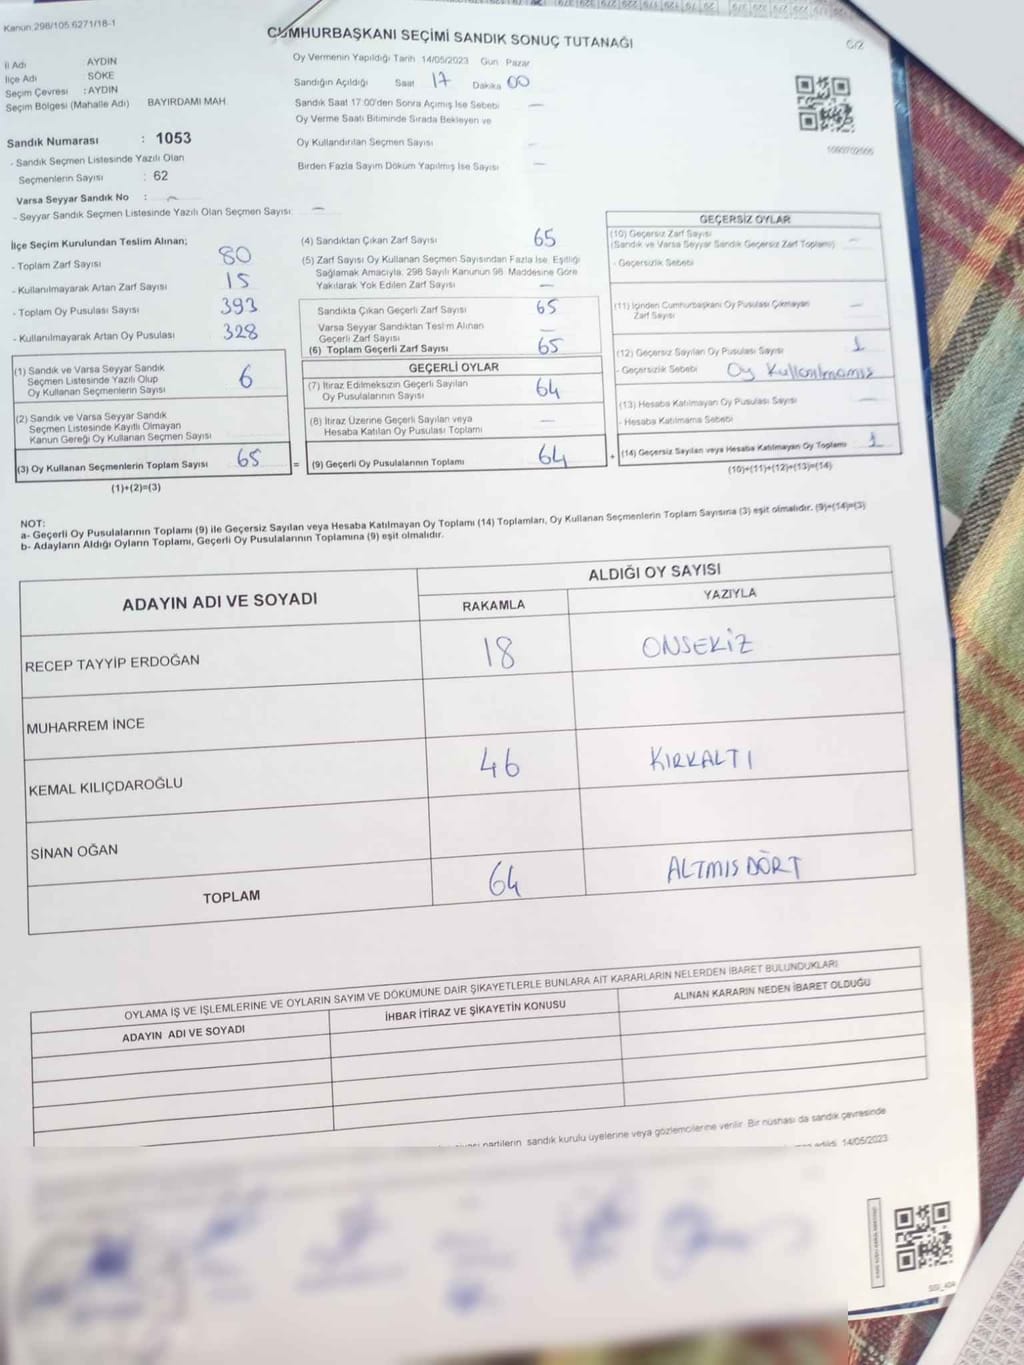 Kanun:298/105.6271/18-1
CUMHURBAŞKANI SEÇİMİ SANDIK SONUÇ TUTANAĞI
C/2
İl Adı AYDIN
İlçe Adı SÖKE
Seçim Çevresi :AYDIN
Seçim Bölgesi (Mahalle Adı) BAYIRDAMI MAH.
Oy Vermenin Yapıldığı Tarih 14/05/2023 Gün Pazar
Sandığın Açıldığı Saat 17 Dakika 00
Sandık Saat 17:00'den Sonra Açılmış İse Sebebi —
Oy Verme Saati Bitiminde Sırada Bekleyen ve
Oy Kullandırılan Seçmen Sayısı —
Birden Fazla Sayım Döküm Yapılmış İse Sayısı —
Sandık Numarası : 1053
- Sandık Seçmen Listesinde Yazılı Olan
Seçmenlerin Sayısı : 62
Varsa Seyyar Sandık No : —
- Seyyar Sandık Seçmen Listesinde Yazılı Olan Seçmen Sayısı: —
İlçe Seçim Kurulundan Teslim Alınan;
- Toplam Zarf Sayısı 80
- Kullanılmayarak Artan Zarf Sayısı 15
- Toplam Oy Pusulası Sayısı 393
- Kullanılmayarak Artan Oy Pusulası 328
(1) Sandık ve Varsa Seyyar Sandık
Seçmen Listesinde Yazılı Olup
Oy Kullanan Seçmenlerin Sayısı 6
(2) Sandık ve Varsa Seyyar Sandık
Seçmen Listesinde Kayıtlı Olmayan
Kanun Gereği Oy Kullanan Seçmen Sayısı
(3) Oy Kullanan Seçmenlerin Toplam Sayısı 65
(1)+(2)=(3)
(4) Sandıktan Çıkan Zarf Sayısı 65
(5) Zarf Sayısı Oy Kullanan Seçmen Sayısından Fazla İse, Eşitliği
Sağlamak Amacıyla, 298 Sayılı Kanunun 98. Maddesine Göre
Yakılarak Yok Edilen Zarf Sayısı —
Sandıkta Çıkan Geçerli Zarf Sayısı 65
Varsa Seyyar Sandıktan Teslim Alınan
Geçerli Zarf Sayısı —
(6) Toplam Geçerli Zarf Sayısı 65
GEÇERLİ OYLAR
(7) İtiraz Edilmeksizin Geçerli Sayılan
Oy Pusulalarının Sayısı 64
(8) İtiraz Üzerine Geçerli Sayılan veya
Hesaba Katılan Oy Pusulası Toplamı —
= (9) Geçerli Oy Pusulalarının Toplamı 64
GEÇERSİZ OYLAR
(10) Geçersiz Zarf Sayısı
(Sandık ve Varsa Seyyar Sandık Geçersiz Zarf Toplamı) —
- Geçersizlik Sebebi
(11) İçinden Cumhurbaşkanı Oy Pusulası Çıkmayan
Zarf Sayısı —
(12) Geçersiz Sayılan Oy Pusulası Sayısı 1
- Geçersizlik Sebebi Oy Kullanılmamış
(13) Hesaba Katılmayan Oy Pusulası Sayısı —
- Hesaba Katılmama Sebebi
+ (14) Geçersiz Sayılan veya Hesaba Katılmayan Oy Toplamı 1
(10)+(11)+(12)+(13)=(14)
NOT:
a- Geçerli Oy Pusulalarının Toplamı (9) ile Geçersiz Sayılan veya Hesaba Katılmayan Oy Toplamı (14) Toplamları, Oy Kullanan Seçmenlerin Toplam Sayısına (3) eşit olmalıdır. (9)+(14)=(3)
b- Adayların Aldığı Oyların Toplamı, Geçerli Oy Pusulalarının Toplamına (9) eşit olmalıdır.
ADAYIN ADI VE SOYADI
ALDIĞI OY SAYISI
RAKAMLA YAZIYLA
RECEP TAYYİP ERDOĞAN 18 ONSEKİZ
MUHARREM İNCE
KEMAL KILIÇDAROĞLU 46 KIRKALTI
SİNAN OĞAN
TOPLAM 64 ALTMIS DÖRT
OYLAMA İŞ VE İŞLEMLERİNE VE OYLARIN SAYIM VE DÖKÜMÜNE DAİR ŞİKAYETLERLE BUNLARA AİT KARARLARIN NELERDEN İBARET BULUNDUKLARI
ADAYIN ADI VE SOYADI İHBAR İTİRAZ VE ŞİKAYETİN KONUSU ALINAN KARARIN NEDEN İBARET OLDUĞU
partilerin sandık kurulu üyelerine veya gözlemcilerine verilir. Bir nüshası da sandık çevresinde
14/05/2023